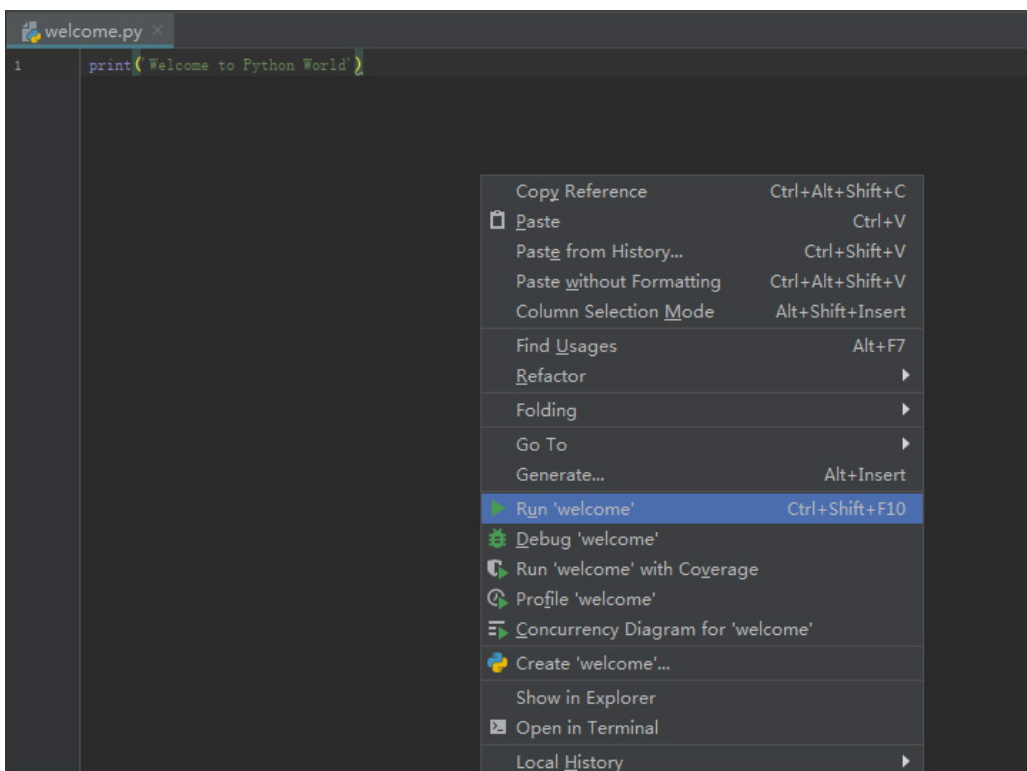 welcome.py
1 print('Welcome to Python World')
Copy Reference Ctrl+Alt+Shift+C
Paste Ctrl+V
Paste from History... Ctrl+Shift+V
Paste without Formatting Ctrl+Alt+Shift+V
Column Selection Mode Alt+Shift+Insert
Find Usages Alt+F7
Refactor
Folding
Go To
Generate... Alt+Insert
Run 'welcome' Ctrl+Shift+F10
Debug 'welcome'
Run 'welcome' with Coverage
Profile 'welcome'
Concurrency Diagram for 'welcome'
Create 'welcome'...
Show in Explorer
Open in Terminal
Local History